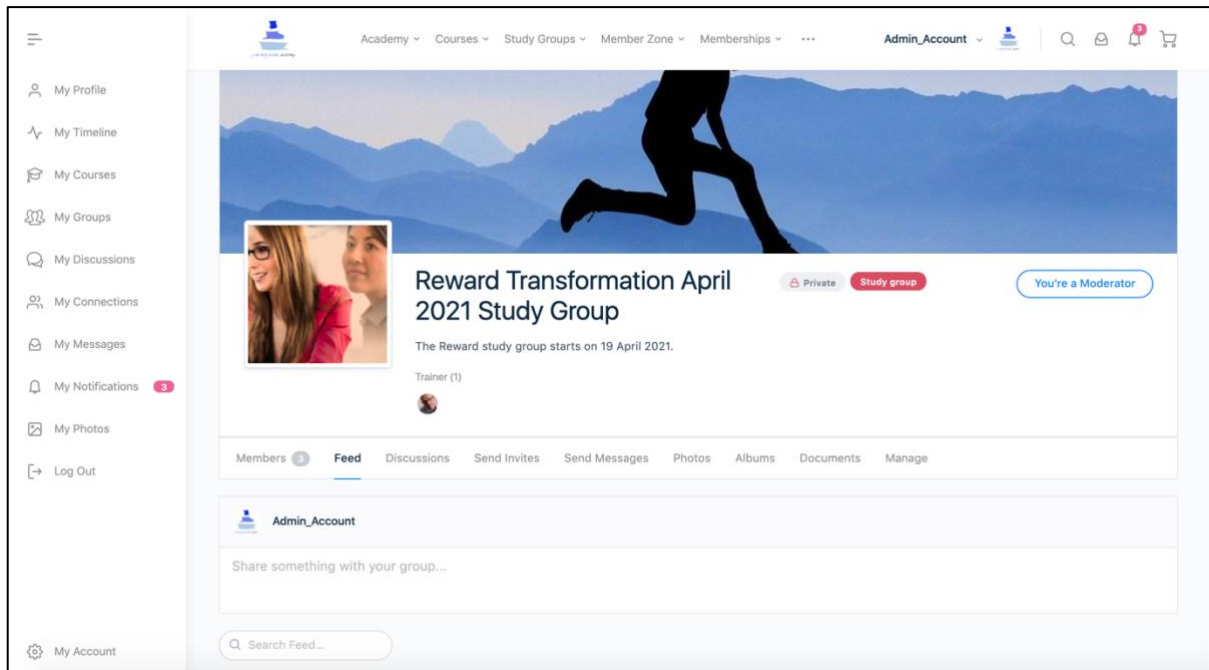 Academy Courses Study Groups Member Zone Memberships ... Admin_Account 3
My Profile
My Timeline
My Courses
My Groups
My Discussions
My Connections
My Messages
My Notifications 3
My Photos
Log Out
My Account
Reward Transformation April
2021 Study Group
Private
Study group
You're a Moderator
The Reward study group starts on 19 April 2021.
Trainer (1)
Members 3 Feed Discussions Send Invites Send Messages Photos Albums Documents Manage
Admin_Account
Share something with your group...
Search Feed...